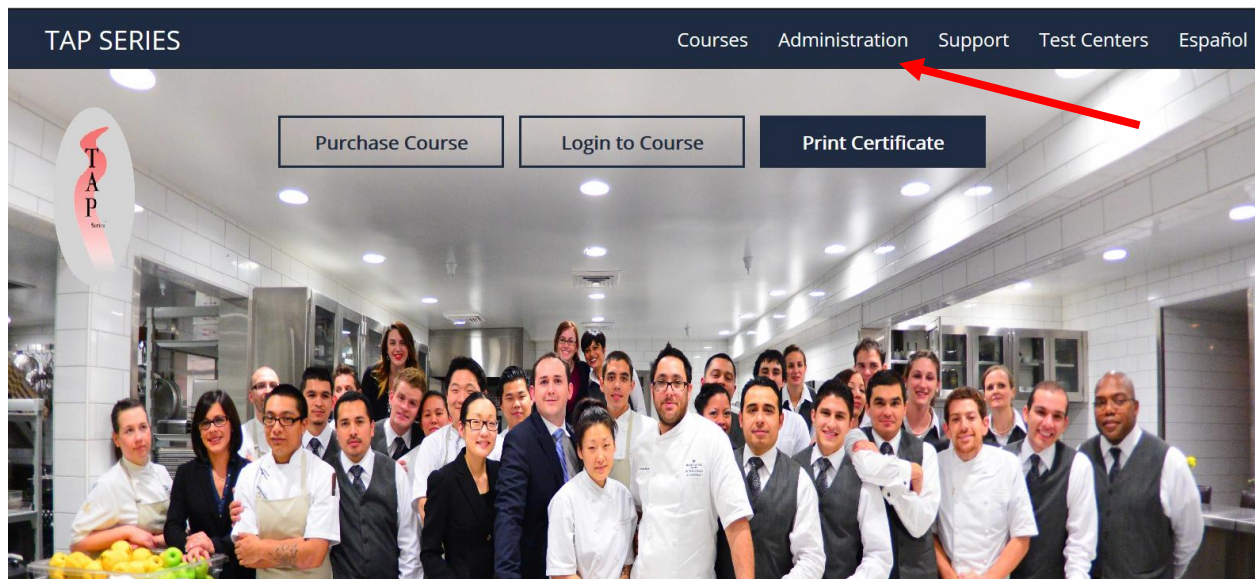 TAP SERIES Courses Administration Support Test Centers Español
Purchase Course Login to Course Print Certificate
T
A
P
Series